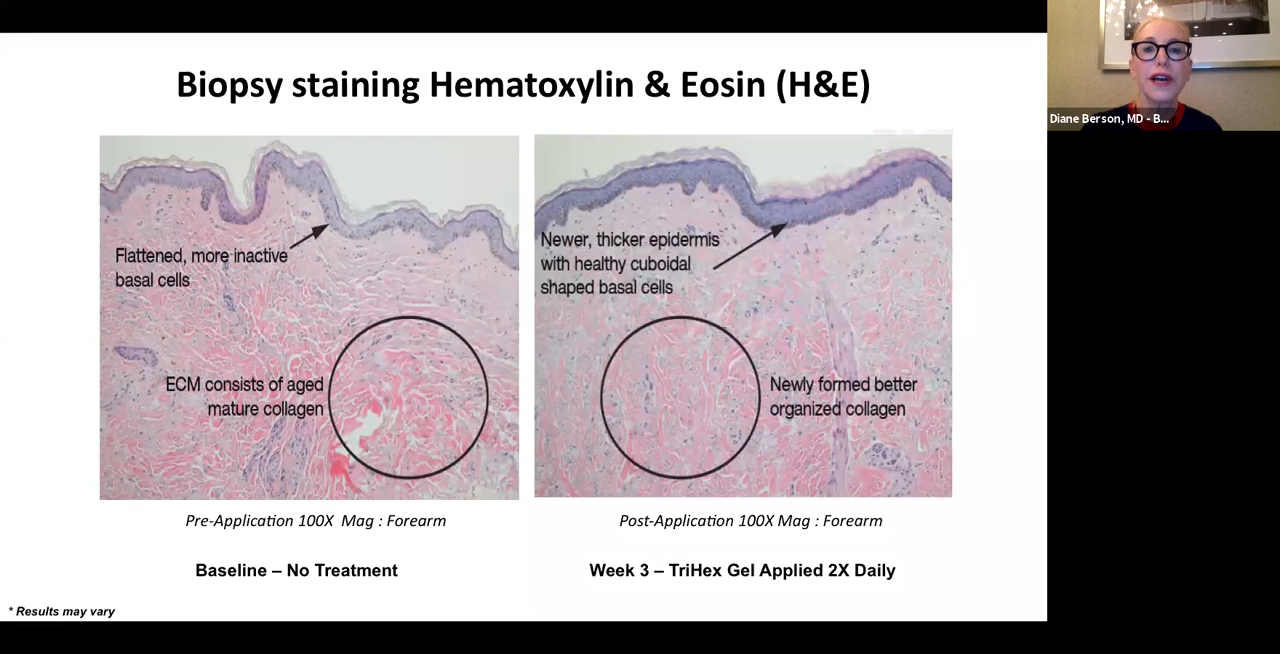 Biopsy staining Hematoxylin & Eosin (H&E)
Diane Berson, MD - B...
Flattened, more inactive
basal cells
ECM consists of aged
mature collagen
Newer, thicker epidermis
with healthy cuboidal
shaped basal cells
Newly formed better
organized collagen
Pre-Application 100X Mag : Forearm
Post-Application 100X Mag : Forearm
Baseline – No Treatment
Week 3 – TriHex Gel Applied 2X Daily
* Results may vary